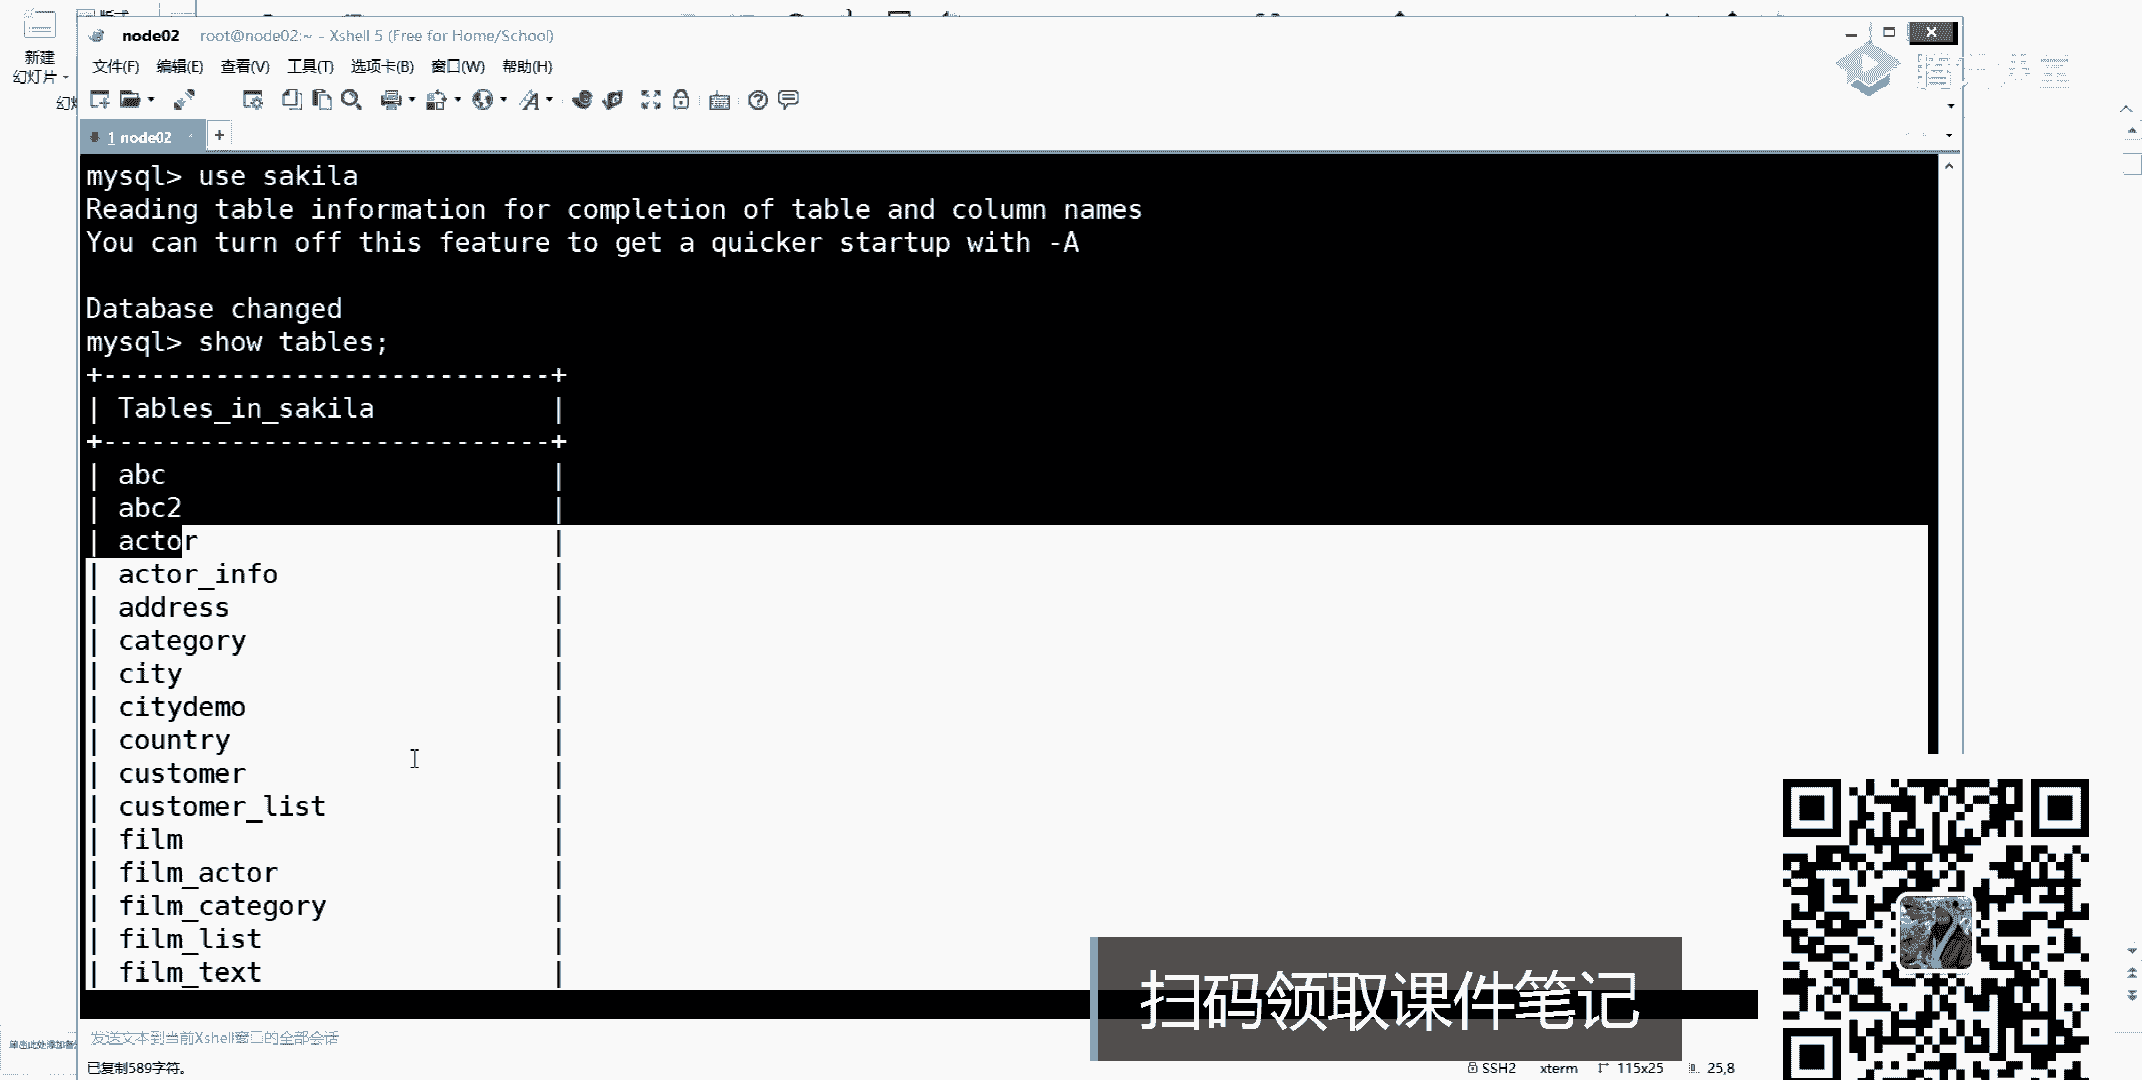 新建
幻灯片
node02 root@node02:~ - Xshell 5 (Free for Home/School)
文件(F) 编辑(E) 查看(V) 工具(T) 选项卡(B) 窗口(W) 帮助(H)
1 node02 +
mysql> use sakila
Reading table information for completion of table and column names
You can turn off this feature to get a quicker startup with -A
Database changed
mysql> show tables;
+----------------------------+
| Tables_in_sakila |
+----------------------------+
| abc |
| abc2 |
| actor |
| actor_info |
| address |
| category |
| city |
| citydemo |
| country |
| customer |
| customer_list |
| film |
| film_actor |
| film_category |
| film_list |
| film_text |
扫码领取课件笔记
发送文本到当前Xshell窗口的全部会话
已复制589字符。
SSH2 xterm 115x25 25,8